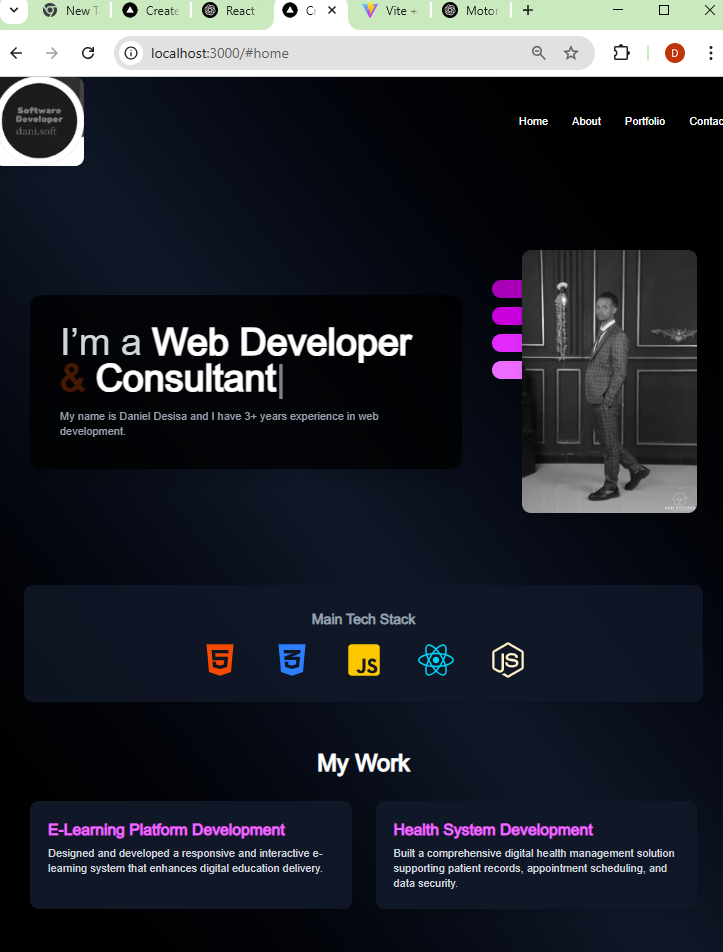 New T
Create
React
Cr
Vite +
Motor
localhost:3000/#home
D
Software
Developer
dani.soft
Home About Portfolio Contac
I'm a Web Developer
& Consultant|
My name is Daniel Desisa and I have 3+ years experience in web
development.
Main Tech Stack
5 3 JS JS
My Work
E-Learning Platform Development
Designed and developed a responsive and interactive e-
learning system that enhances digital education delivery.
Health System Development
Built a comprehensive digital health management solution
supporting patient records, appointment scheduling, and
data security.